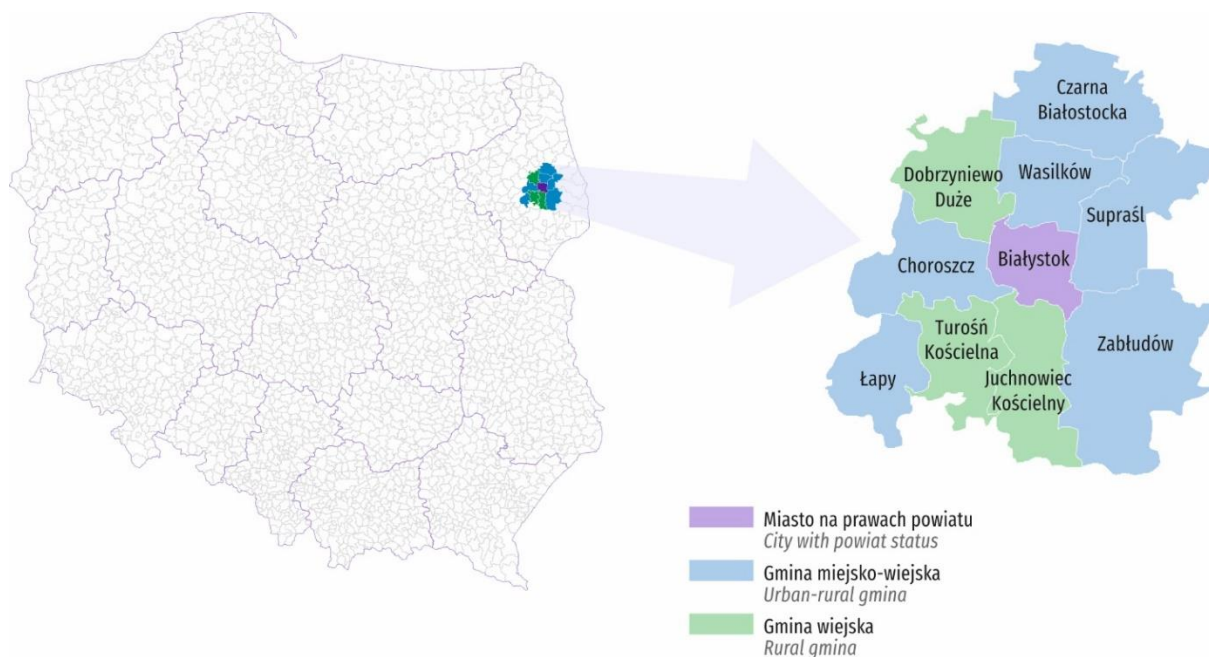 Czarna
Białostocka
Dobrzyniewo
Duże
Wasilków
Supraśl
Choroszcz
Białystok
Turośń
Kościelna
Zabłudów
Łapy
Juchnowiec
Kościelny
Miasto na prawach powiatu
City with powiat status
Gmina miejsko-wiejska
Urban-rural gmina
Gmina wiejska
Rural gmina